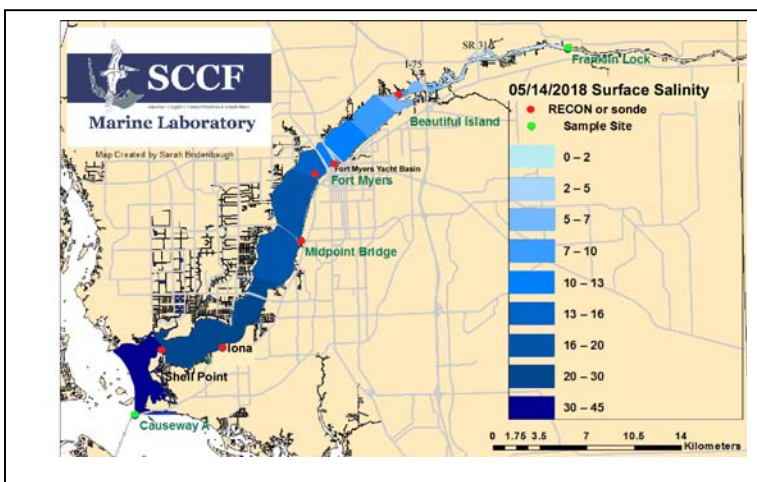 SCCF
Marine Laboratory
Map Created by Sarah Bridenbaugh
SR 31
I-75
Franklin Lock
05/14/2018 Surface Salinity
RECON or sonde
Sample Site
0 – 2
2 – 5
5 – 7
7 – 10
10 – 13
13 – 16
16 – 20
20 – 30
30 – 45
Beautiful Island
Fort Myers Yacht Basin
Fort Myers
Midpoint Bridge
Iona
Shell Point
Causeway A
0 1.75 3.5 7 10.5 14
Kilometers